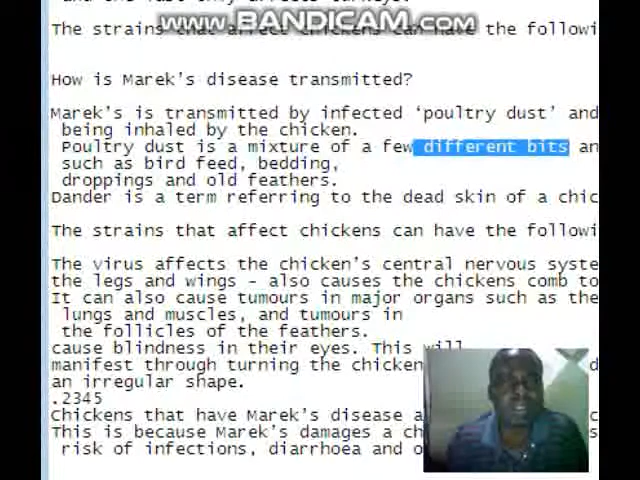 and the last only affects turkeys.
www.BANDICAM.com
The strains that affect chickens can have the followi
How is Marek's disease transmitted?
Marek's is transmitted by infected ‘poultry dust’ and
being inhaled by the chicken.
Poultry dust is a mixture of a few different bits an
such as bird feed, bedding,
droppings and old feathers.
Dander is a term referring to the dead skin of a chic
The strains that affect chickens can have the followi
The virus affects the chicken’s central nervous syste
the legs and wings - also causes the chickens comb to
It can also cause tumours in major organs such as the
lungs and muscles, and tumours in
the follicles of the feathers.
cause blindness in their eyes. This will
manifest through turning the chicken
an irregular shape.
.2345
Chickens that have Marek’s disease a
This is because Marek’s damages a ch
risk of infections, diarrhoea and o